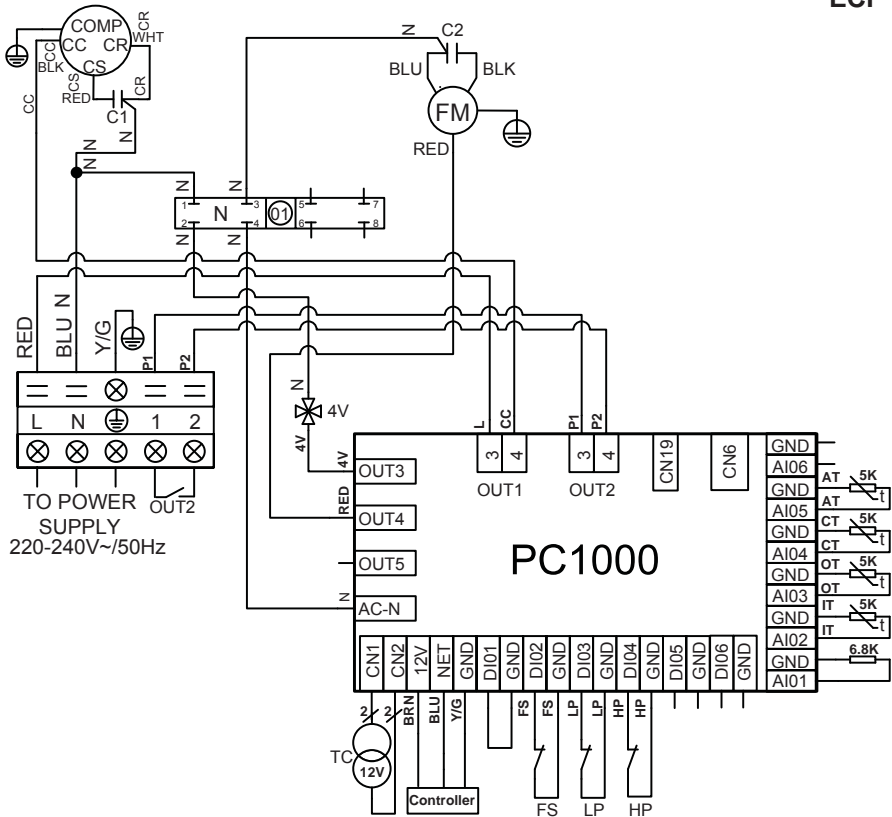 ECP
COMP
CC
CR
CS
CR
WHT
CC
BLK
CS
RED
CR
C1
CC
N
N
N
N
N
N
C2
BLU
BLK
FM
RED
N
N
1
3
5
7
N
01
2
4
6
8
N
N
RED
BLU N
Y/G
P1
P2
L
N
1
2
TO POWER
SUPPLY
220-240V~/50Hz
OUT2
N
4V
4V
L
CC
P1
P2
3
4
3
4
OUT1
OUT2
CN19
CN6
4V
OUT3
RED
OUT4
OUT5
N
AC-N
PC1000
GND
AI06
GND
AI05
GND
AI04
GND
AI03
GND
AI02
GND
AI01
AT
5K
t
AT
CT
5K
t
CT
OT
5K
t
OT
IT
5K
t
IT
6.8K
CN1
CN2
12V
NET
GND
DI01
GND
DI02
GND
DI03
GND
DI04
GND
DI05
GND
DI06
GND
2
2
BRN
BLU
Y/G
FS
FS
LP
LP
HP
HP
TC
12V
Controller
FS
LP
HP